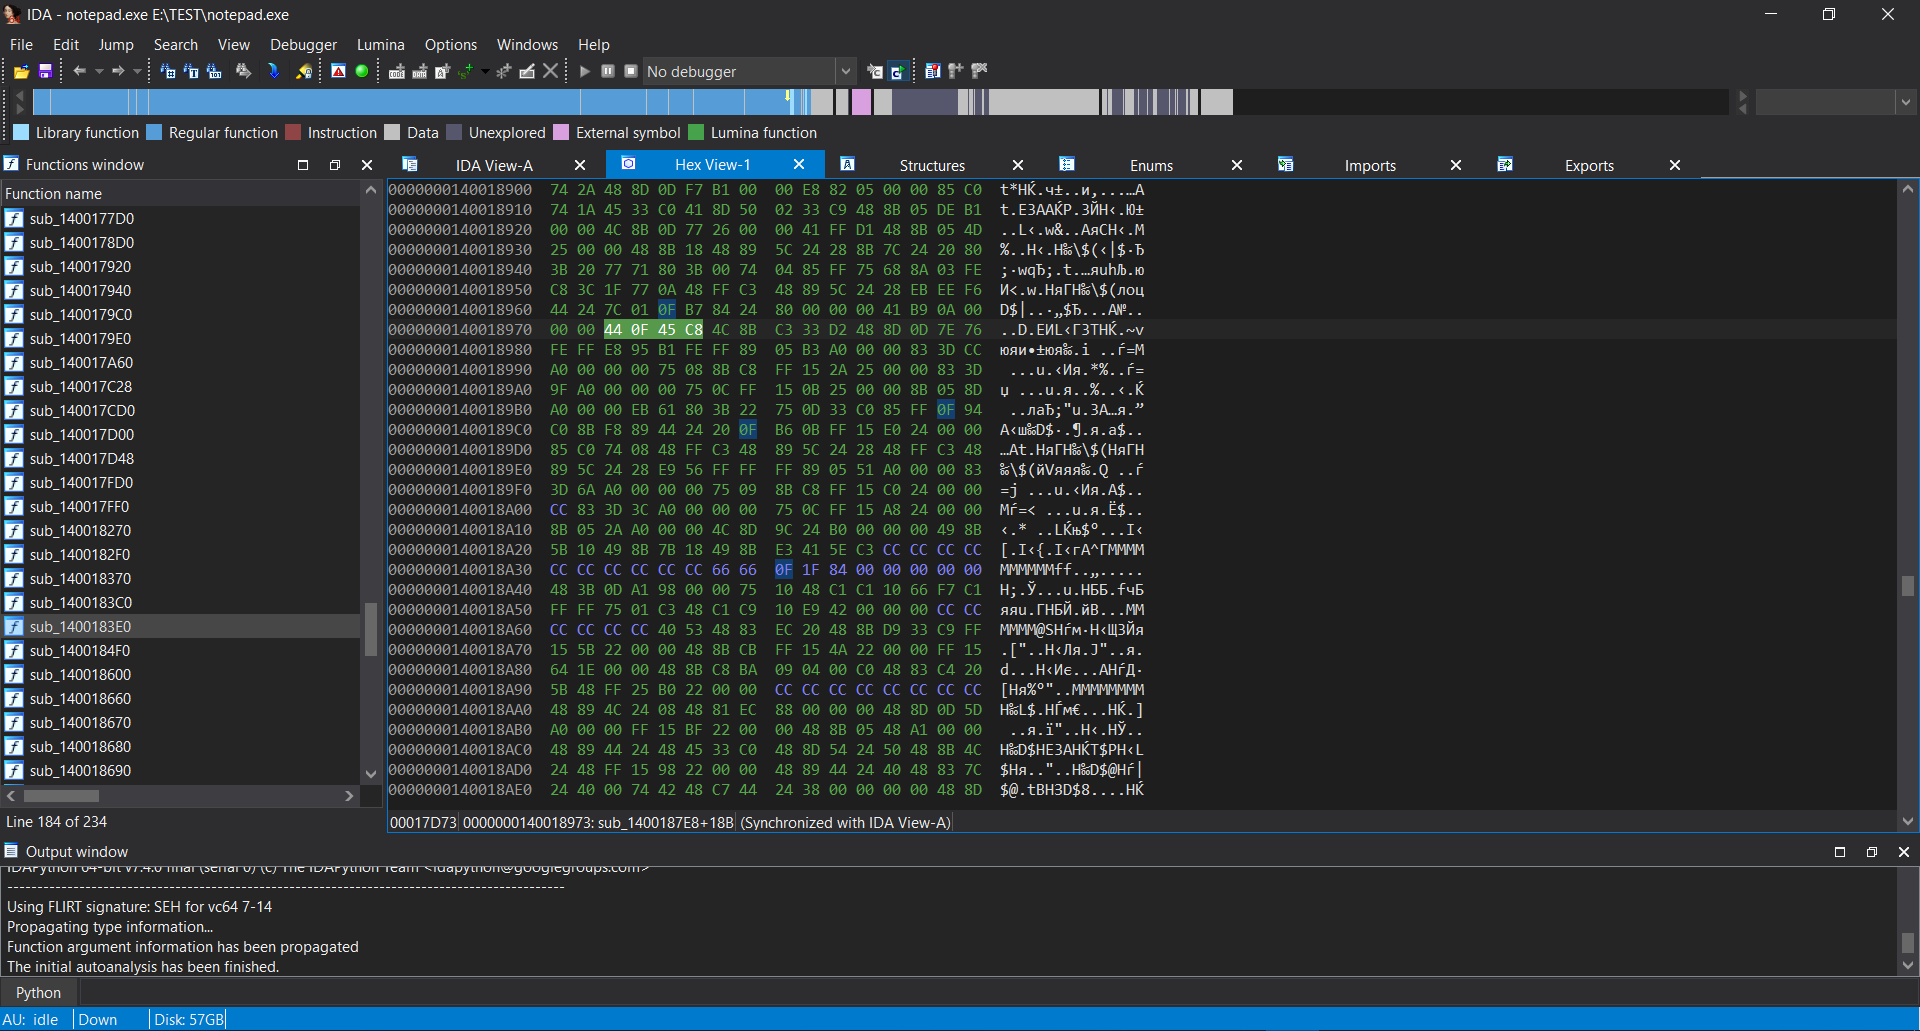 IDA - notepad.exe E:\TEST\notepad.exe
File Edit Jump Search View Debugger Lumina Options Windows Help
No debugger
Library function Regular function Instruction Data Unexplored External symbol Lumina function
Functions window
Function name
sub_1400177D0
sub_1400178D0
sub_140017920
sub_140017940
sub_1400179C0
sub_1400179E0
sub_140017A60
sub_140017C28
sub_140017CD0
sub_140017D00
sub_140017D48
sub_140017FD0
sub_140017FF0
sub_140018270
sub_1400182F0
sub_140018370
sub_1400183C0
sub_1400183E0
sub_1400184F0
sub_140018600
sub_140018660
sub_140018670
sub_140018680
sub_140018690
Line 184 of 234
IDA View-A Hex View-1 Structures Enums Imports Exports
0000000140018900 74 2A 48 8D 0D F7 B1 00 00 E8 82 05 00 00 85 C0 t*HЌ.ч±..и‚....…А
0000000140018910 74 1A 45 33 C0 41 8D 50 02 33 C9 48 8B 05 DE B1 t.E3АAЌP.3ЙH‹.Ю±
0000000140018920 00 00 4C 8B 0D 77 26 00 00 41 FF D1 48 8B 05 4D ..L‹.w&..AяСH‹.M
0000000140018930 25 00 00 48 8B 18 48 89 5C 24 28 8B 7C 24 20 80 %..H‹.H‰\$(‹|$·Ђ
0000000140018940 3B 20 77 71 80 3B 00 74 04 85 FF 75 68 8A 03 FE ;·wqЂ;.t.…яuhЉ.ю
0000000140018950 C8 3C 1F 77 0A 48 FF C3 48 89 5C 24 28 EB EE F6 И<.w.HяГH‰\$(лоц
0000000140018960 44 24 7C 01 0F B7 84 24 80 00 00 00 41 B9 0A 00 D$|..·„$Ђ...A№..
0000000140018970 00 00 44 0F 45 C8 4C 8B C3 33 D2 48 8D 0D 7E 76 ..D.EИL‹Г3ТHЌ.~v
0000000140018980 FE FF E8 95 B1 FE FF 89 05 B3 A0 00 00 83 3D CC юяи•±юя‰.і ..ѓ=М
0000000140018990 A0 00 00 00 00 75 08 8B C8 FF 15 2A 25 00 00 83 3D  ...u.‹Ия.*%..ѓ=
00000001400189A0 9F A0 00 00 00 00 75 0C FF 15 0B 25 00 00 8B 05 8D џ ...u.я..%..‹.Ќ
00000001400189B0 A0 00 00 EB 61 80 3B 22 75 0D 33 C0 85 FF 0F 94  ..лaЂ;"u.3А…я.”
00000001400189C0 C0 8B F8 89 44 24 20 0F B6 0B FF 15 E0 24 00 00 А‹ш‰D$·.¶.я.а$..
00000001400189D0 85 C0 74 08 48 FF C3 48 89 5C 24 28 48 FF C3 48 …Аt.HяГH‰\$(HяГH
00000001400189E0 89 5C 24 28 E9 56 FF FF FF 89 05 51 A0 00 00 83 ‰\$(йVяяя‰.Q ..ѓ
00000001400189F0 3D 6A A0 00 00 00 00 75 09 8B C8 FF 15 C0 24 00 00 =j ...u.‹Ия.А$..
0000000140018A00 CC 83 3D 3C A0 00 00 00 75 0C FF 15 A8 24 00 00 Мѓ=< ...u.я.Ё$..
0000000140018A10 8B 05 2A A0 00 00 4C 8D 9C 24 B0 00 00 00 49 8B ‹.* ..LЌњ$°...I‹
0000000140018A20 5B 10 49 8B 7B 18 49 8B E3 41 5E C3 CC CC CC CC [.I‹{.I‹гA^ГММММ
0000000140018A30 CC CC CC CC CC CC 66 66 0F 1F 84 00 00 00 00 00 ММММММff..„.....
0000000140018A40 48 3B 0D A1 98 00 00 75 10 48 C1 C1 10 66 F7 C1 H;.Ў...u.HББ.fчБ
0000000140018A50 FF FF 75 01 C3 48 C1 C9 10 E9 42 00 00 00 CC CC яяu.ГHБЙ.йB...ММ
0000000140018A60 CC CC CC CC 40 53 48 83 EC 20 48 8B D9 33 C9 FF ММММ@SHѓм·H‹Щ3Йя
0000000140018A70 15 5B 22 00 00 48 8B CB FF 15 4A 22 00 00 FF 15 .["..H‹Ля.J"..я.
0000000140018A80 64 1E 00 00 48 8B C8 BA 09 04 00 C0 48 83 C4 20 d...H‹Иє...АHѓД·
0000000140018A90 5B 48 FF 25 B0 22 00 00 CC CC CC CC CC CC CC CC [Hя%°"..ММММММММ
0000000140018AA0 48 89 4C 24 08 48 81 EC 88 00 00 00 48 8D 0D 5D H‰L$.HЃм€...HЌ.]
0000000140018AB0 A0 00 00 FF 15 BF 22 00 00 48 8B 05 48 A1 00 00  ..я.ї"..H‹.HЎ..
0000000140018AC0 48 89 44 24 48 45 33 C0 48 8D 54 24 50 48 8B 4C H‰D$HE3АHЌT$PH‹L
0000000140018AD0 24 48 FF 15 98 22 00 00 48 89 44 24 40 48 83 7C $Hя.."..H‰D$@Hѓ|
0000000140018AE0 24 40 00 74 42 48 C7 44 24 38 00 00 00 00 48 8D $@.tBHЗD$8....HЌ
00017D73 0000000140018973: sub_1400187E8+18B (Synchronized with IDA View-A)
Output window
IDAPython 64-bit v7.4.0 final (serial 0) (c) The IDAPython Team <idapython@googlegroups.com>
---------------------------------------------------------------------------------------------
Using FLIRT signature: SEH for vc64 7-14
Propagating type information...
Function argument information has been propagated
The initial autoanalysis has been finished.
Python
AU: idle Down Disk: 57GB